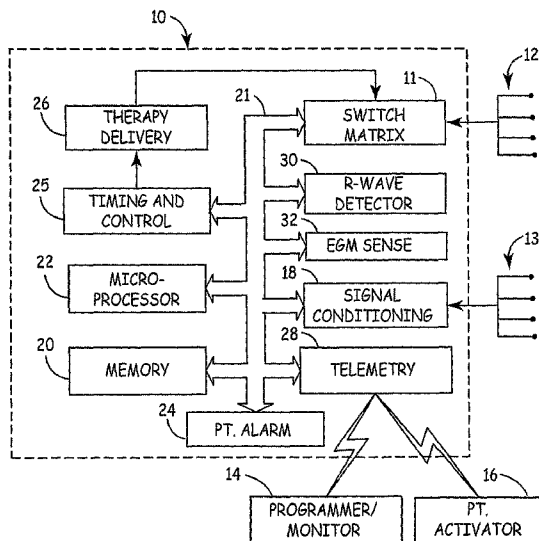 10
12
26
21
11
THERAPY
DELIVERY
SWITCH
MATRIX
30
25
TIMING AND
CONTROL
R-WAVE
DETECTOR
32
13
EGM SENSE
22
18
MICRO-
PROCESSOR
SIGNAL
CONDITIONING
28
20
MEMORY
TELEMETRY
24
PT. ALARM
14
16
PROGRAMMER/
MONITOR
PT.
ACTIVATOR